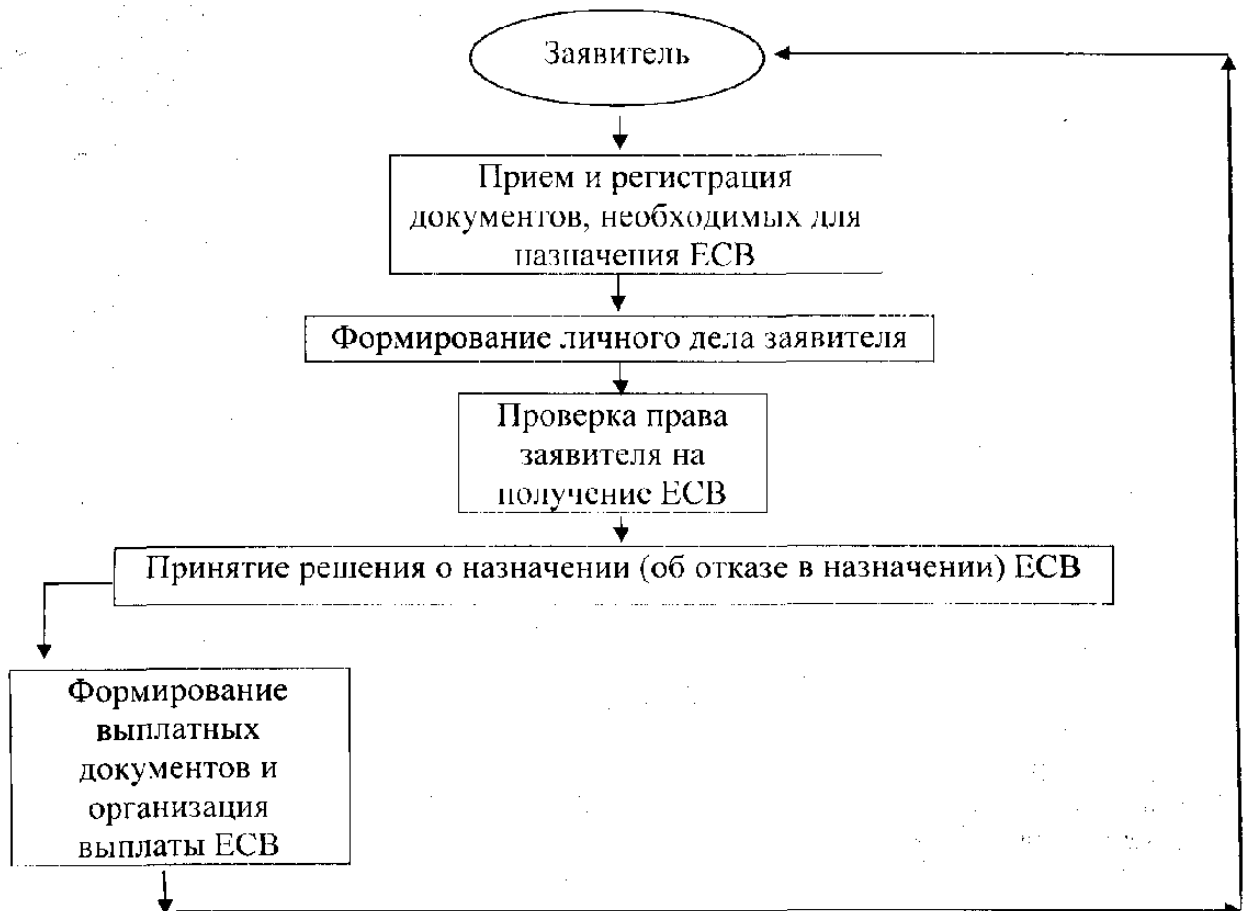 Заявитель
Прием и регистрация
документов, необходимых для
назначения ЕСВ
Формирование личного дела заявителя
Проверка права
заявителя на
получение ЕСВ
Принятие решения о назначении (об отказе в назначении) ЕСВ
Формирование
выплатных
документов и
организация
выплаты ЕСВ